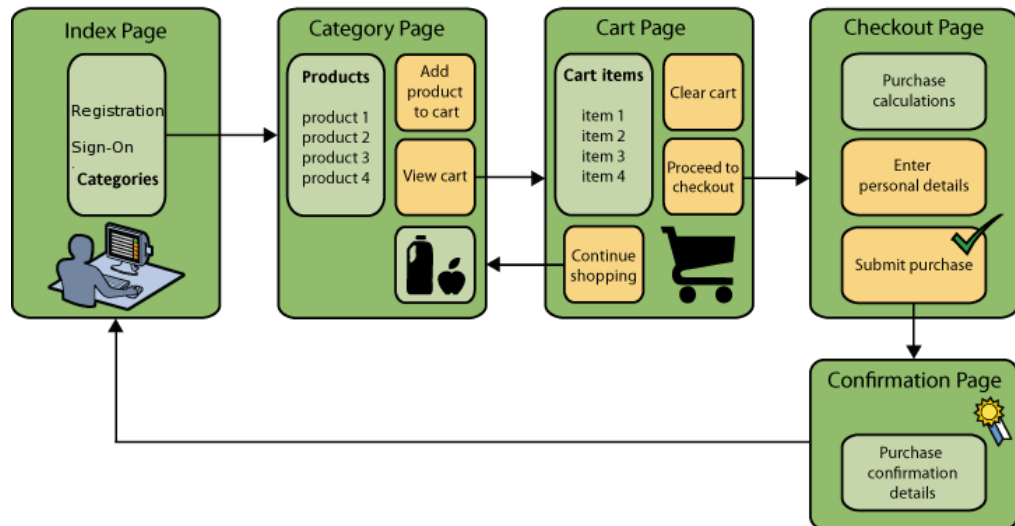 Index Page
Registration
Sign-On
.
Categories
Category Page
Products
product 1
product 2
product 3
product 4
Add
product
to cart
View cart
Cart Page
Cart items
item 1
item 2
item 3
item 4
Clear cart
Proceed to
checkout
Continue
shopping
Checkout Page
Purchase
calculations
Enter
personal details
Submit purchase
Confirmation Page
Purchase
confirmation
details